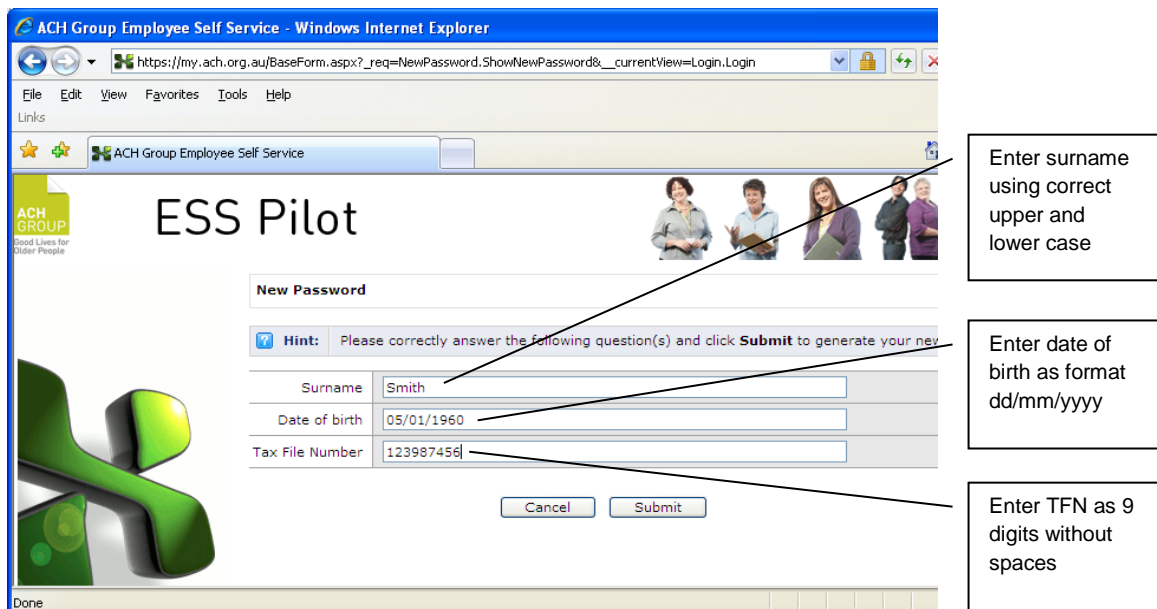 ACH Group Employee Self Service - Windows Internet Explorer
https://my.ach.org.au/BaseForm.aspx?_req=NewPassword.ShowNewPassword&__currentView=Login.Login
File Edit View Favorites Tools Help
Links
ACH Group Employee Self Service
ACH
GROUP
Good Lives for
Older People
ESS Pilot
New Password
Hint: Please correctly answer the following question(s) and click Submit to generate your new
Surname Smith
Date of birth 05/01/1960
Tax File Number 123987456
Cancel Submit
Done
Enter surname
using correct
upper and
lower case
Enter date of
birth as format
dd/mm/yyyy
Enter TFN as 9
digits without
spaces